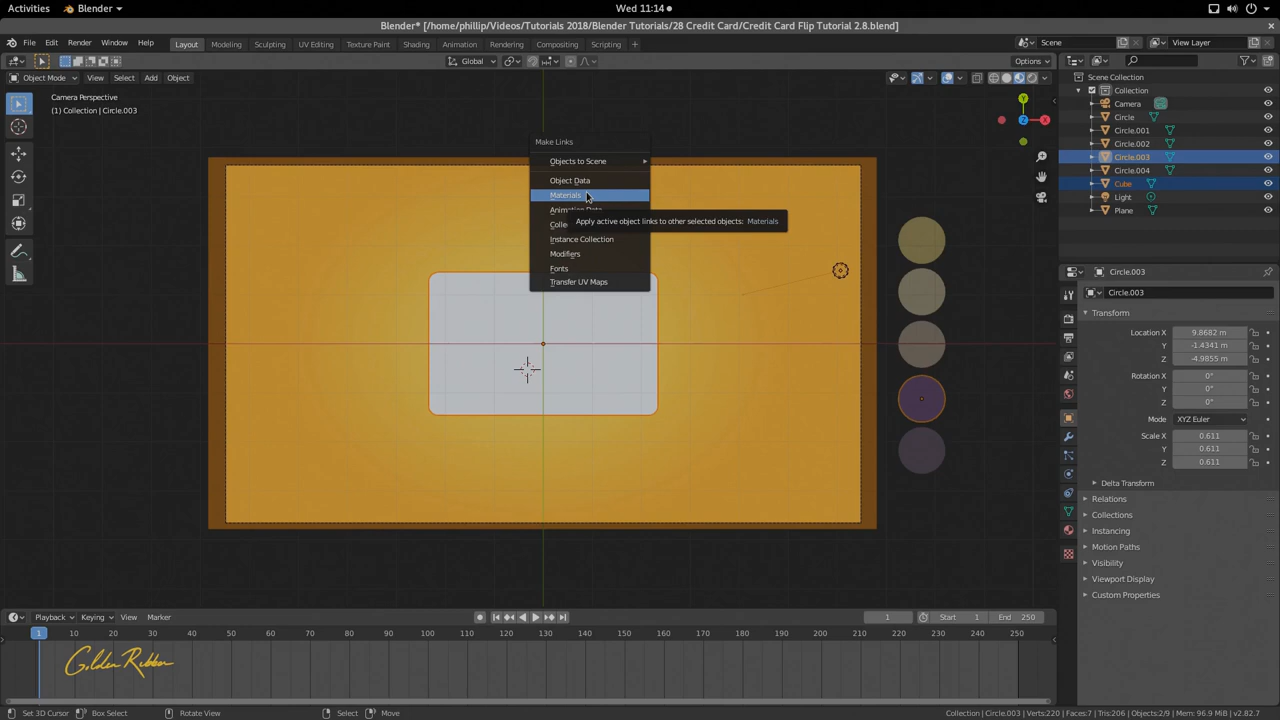 Activities
Blender
Mon 11:14
Blender* [/home/phillip/Videos/Tutorials 2018/Blender Tutorials/28 Credit Card/Credit Card Flip Tutorial 2.8.blend]
File Edit Render Window Help
Layout Modeling Sculpting UV Editing Texture Paint Shading Animation Rendering Compositing Scripting +
Scene
View Layer
Global
Options
Object Mode View Select Add Object
Camera Perspective
(1) Collection | Circle.003
Y
X
Z
Make Links
Objects to Scene
Object Data
Materials
Animation Data
Colle
Apply active object links to other selected objects: Materials
Instance Collection
Modifiers
Fonts
Transfer UV Maps
Scene Collection
Collection
Camera
Circle
Circle.001
Circle.002
Circle.003
Circle.004
Cube
Light
Plane
Circle.003
Circle.003
Transform
Location X 9.8682 m
Y -1.4341 m
Z -4.9855 m
Rotation X 0°
Y 0°
Z 0°
Mode XYZ Euler
Scale X 0.611
Y 0.611
Z 0.611
Delta Transform
Relations
Collections
Instancing
Motion Paths
Visibility
Viewport Display
Custom Properties
Playback Keying View Marker
1 Start 1 End 250
1 10 20 30 40 50 60 70 80 90 100 110 120 130 140 150 160 170 180 190 200 210 220 230 240 250
Golden Ribbon
Set 3D Cursor Box Select Rotate View Select Move
Collection | Circle.003 | Verts:220 | Faces:7 | Tris:206 | Objects:2/9 | Mem: 96.9 MiB | v2.82.7